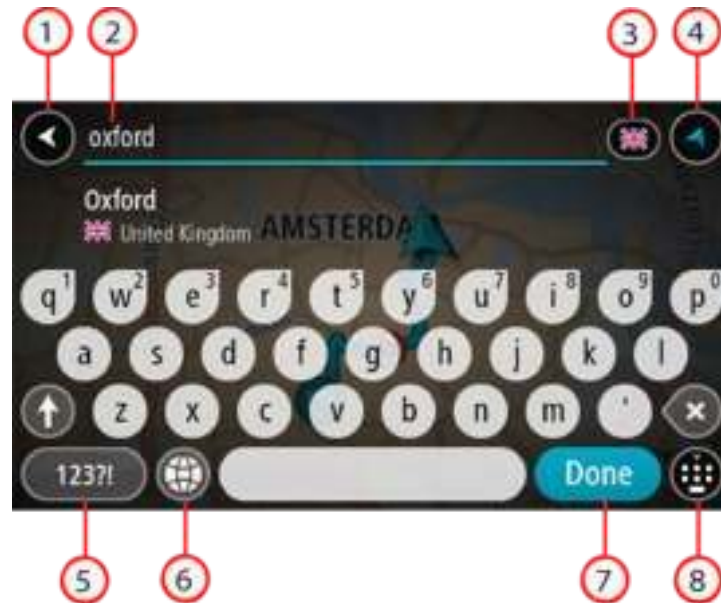 1 2 3 4
oxford
Oxford
United Kingdom
AMSTERDA
q1 w2 e3 r4 t5 y6 u7 i8 o9 p0
a s d f g h j k l
z x c v b n m '
123?! Done
5 6 7 8